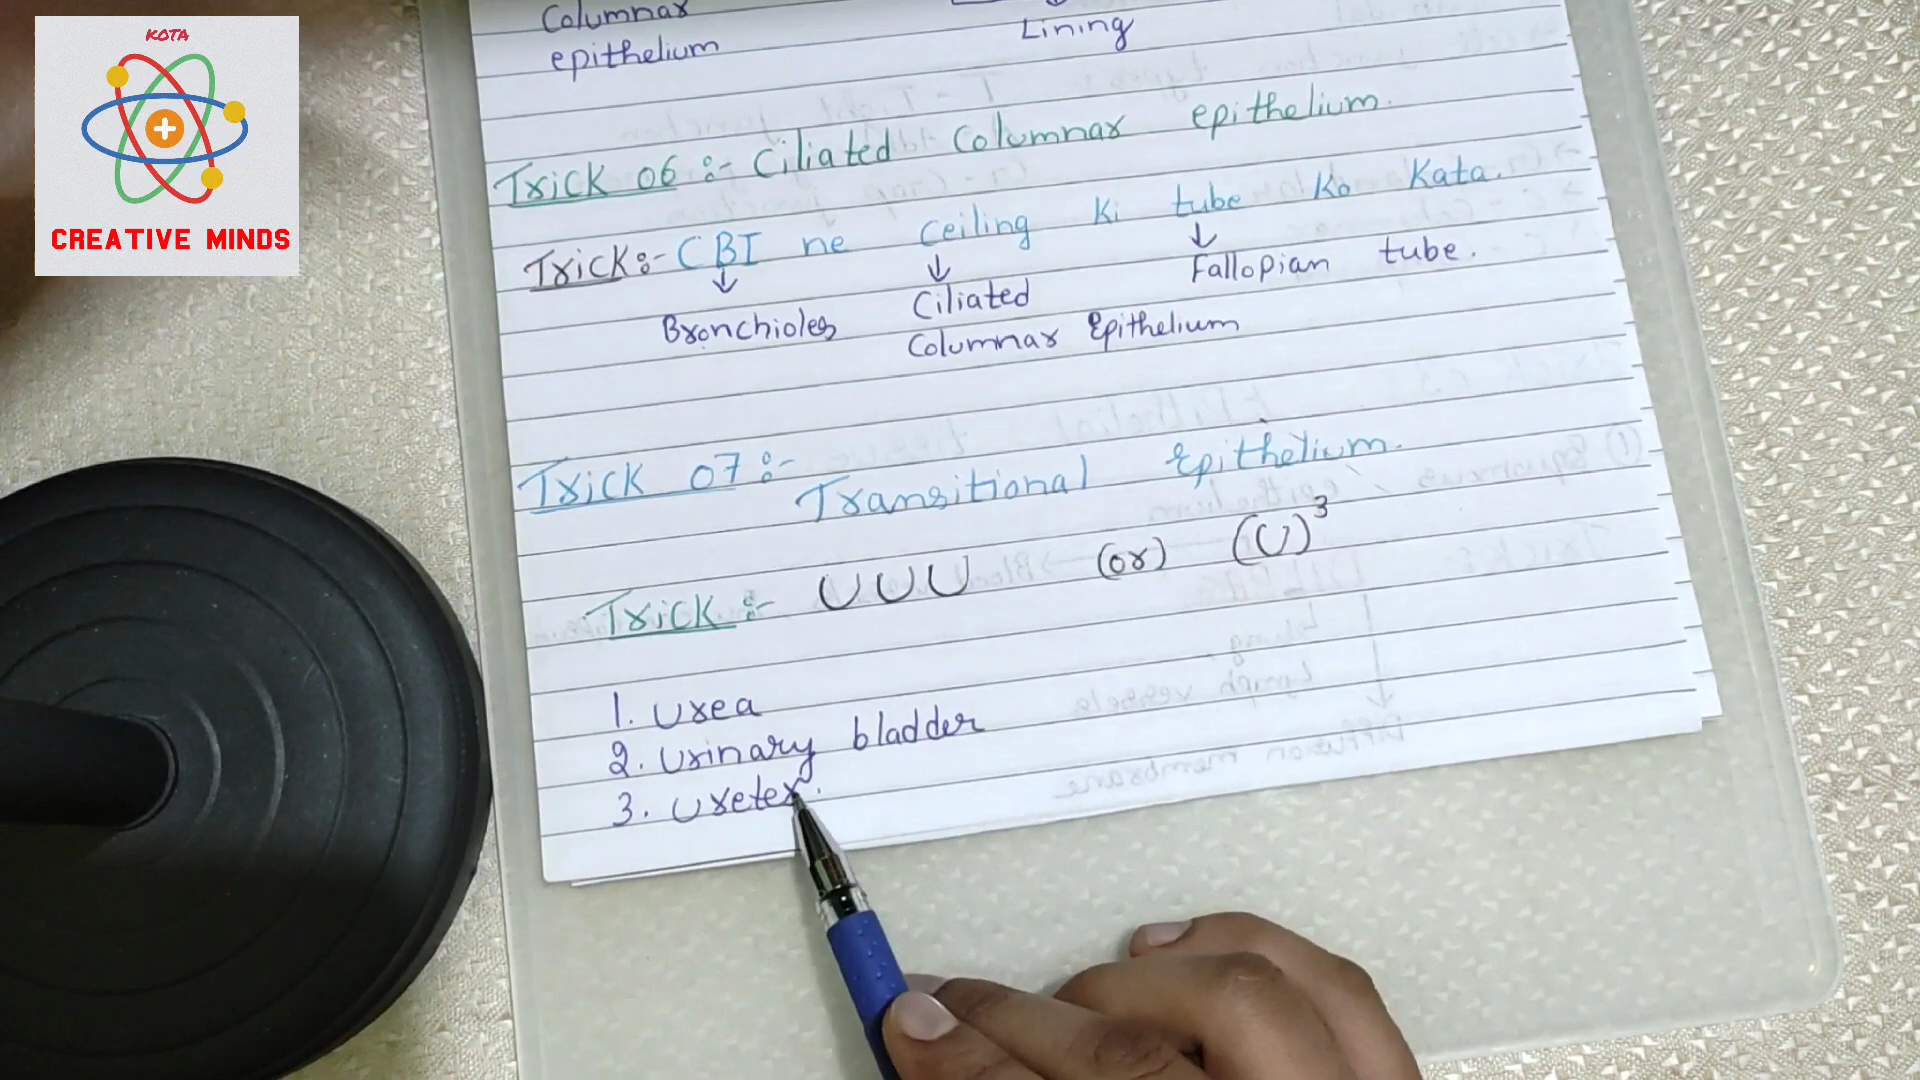 KOTA
CREATIVE MINDS
Columnar
epithelium
Lining
Trick 06 :- Ciliated Columnar epithelium.
Trick :- CBI ne ceiling ki tube ko kata.
Bronchioles
Ciliated
Columnar Epithelium
Fallopian tube.
Trick 07 :-
Transitional Epithelium.
Trick :- UUU (or) (U)³
1. urea
2. urinary bladder
3. ureter.